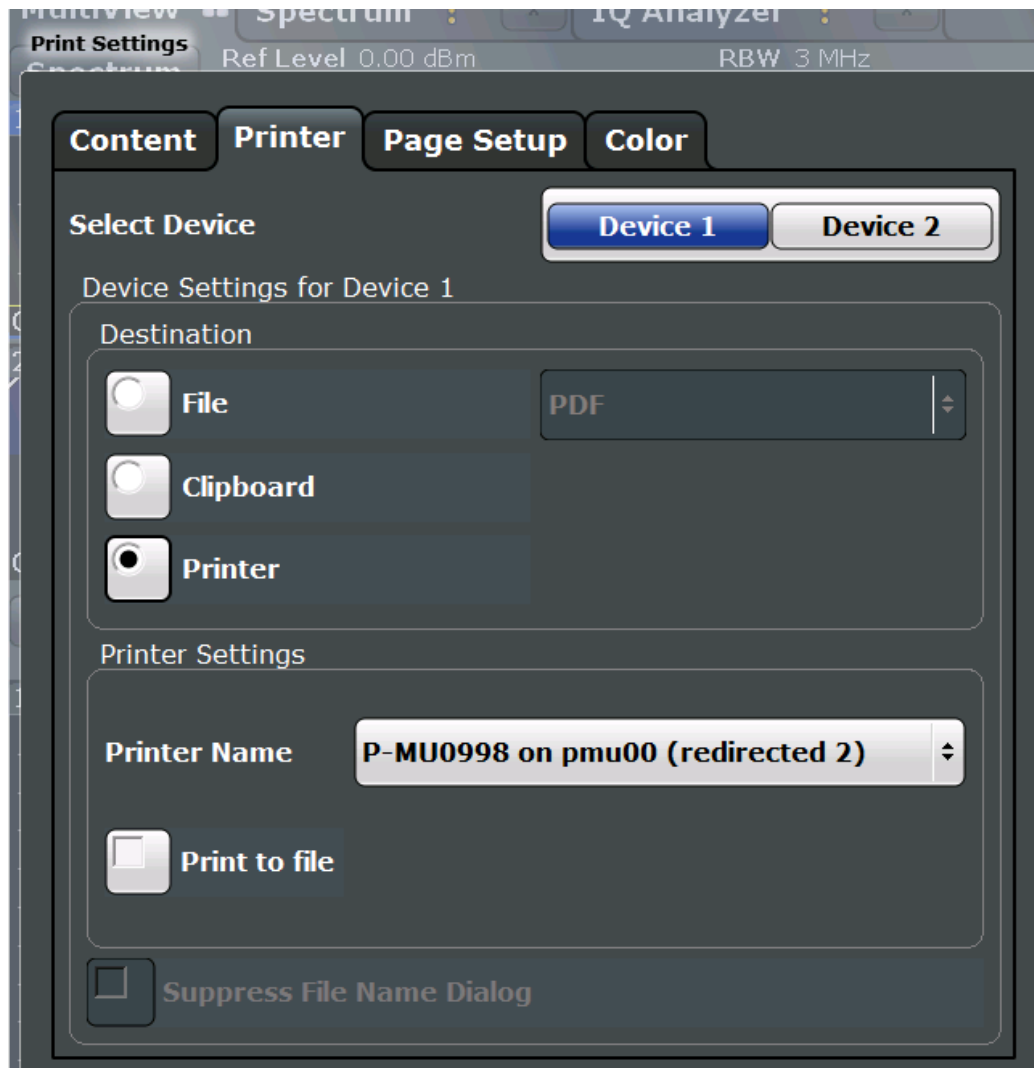 MultiView Spectrum : IQ Analyzer :
Print Settings
Spectrum Ref Level 0.00 dBm RBW 3 MHz
Content Printer Page Setup Color
Select Device Device 1 Device 2
Device Settings for Device 1
Destination
File PDF
Clipboard
Printer
Printer Settings
Printer Name P-MU0998 on pmu00 (redirected 2)
Print to file
Suppress File Name Dialog